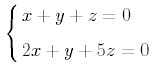 x + y + z = 0
2x + y + 5z = 0